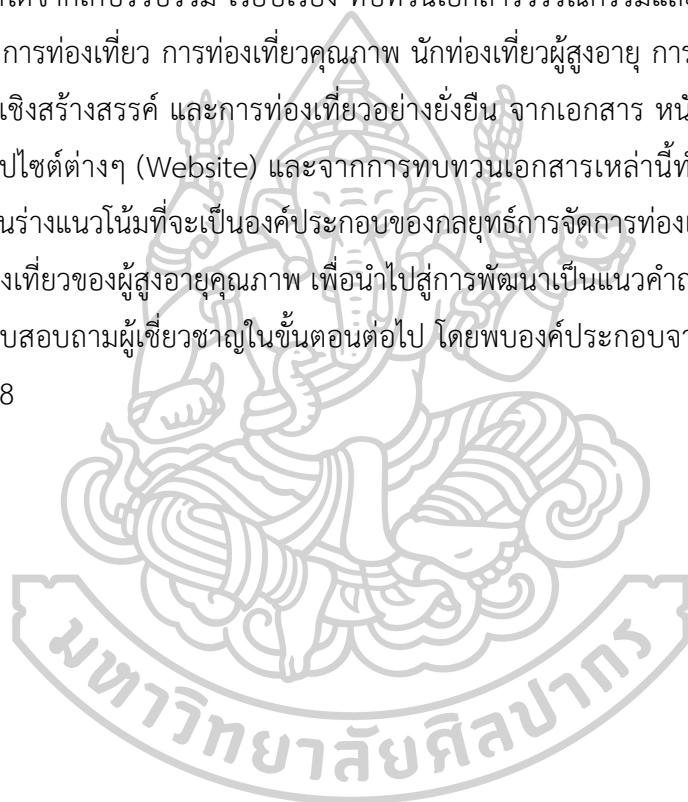 การท่องเที่ยว การท่องเที่ยวคุณภาพ นักท่องเที่ยวผู้สูงอายุ การ
เชิงสร้างสรรค์ และการท่องเที่ยวอย่างยั่งยืน จากเอกสาร หนั
ปไซต์ต่างๆ (Website) และจากการทบทวนเอกสารเหล่านี้ทำ
นร่างแนวโน้มที่จะเป็นองค์ประกอบของกลยุทธ์การจัดการท่องเ
งเที่ยวของผู้สูงอายุคุณภาพ เพื่อนำไปสู่การพัฒนาเป็นแนวคำถ
บสอบถามผู้เชี่ยวชาญในขั้นตอนต่อไป โดยพบองค์ประกอบจา
8
มหาวิทยาลัยศิลปากร